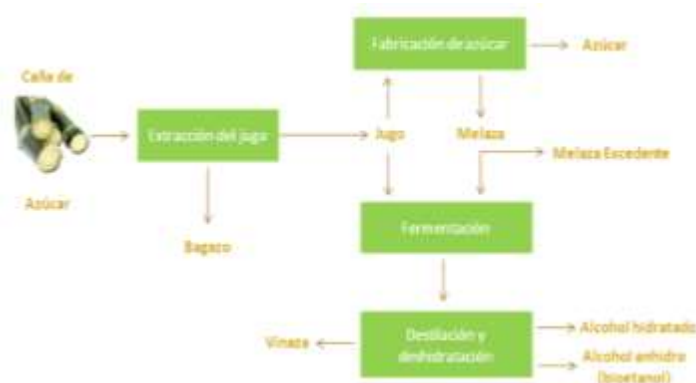 Fabricación de azúcar
Azúcar
Caña de
Extracción del jugo
Jugo
Melaza
Melaza Excedente
Azúcar
Fermentación
Bagazo
Destilación y
deshidratación
Vinaza
Alcohol hidratado
Alcohol anhidro
(bioetanol)